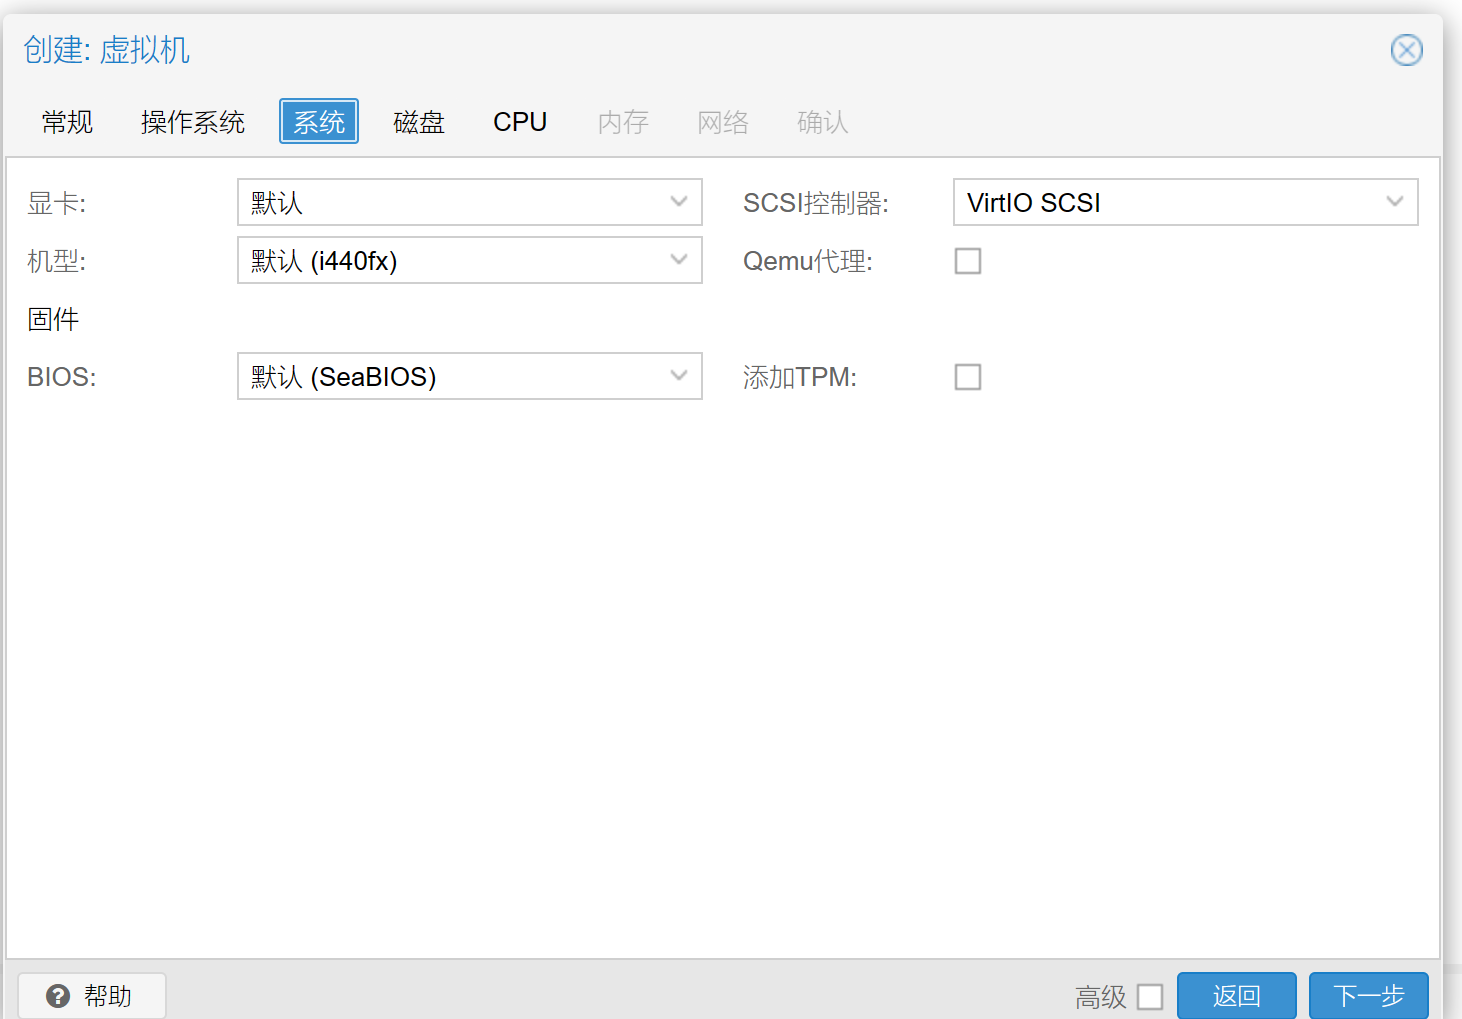 创建: 虚拟机
常规 操作系统 系统 磁盘 CPU 内存 网络 确认
显卡: 默认 SCSI控制器: VirtIO SCSI
机型: 默认 (i440fx) Qemu代理:
固件
BIOS: 默认 (SeaBIOS) 添加TPM:
? 帮助 高级 返回 下一步